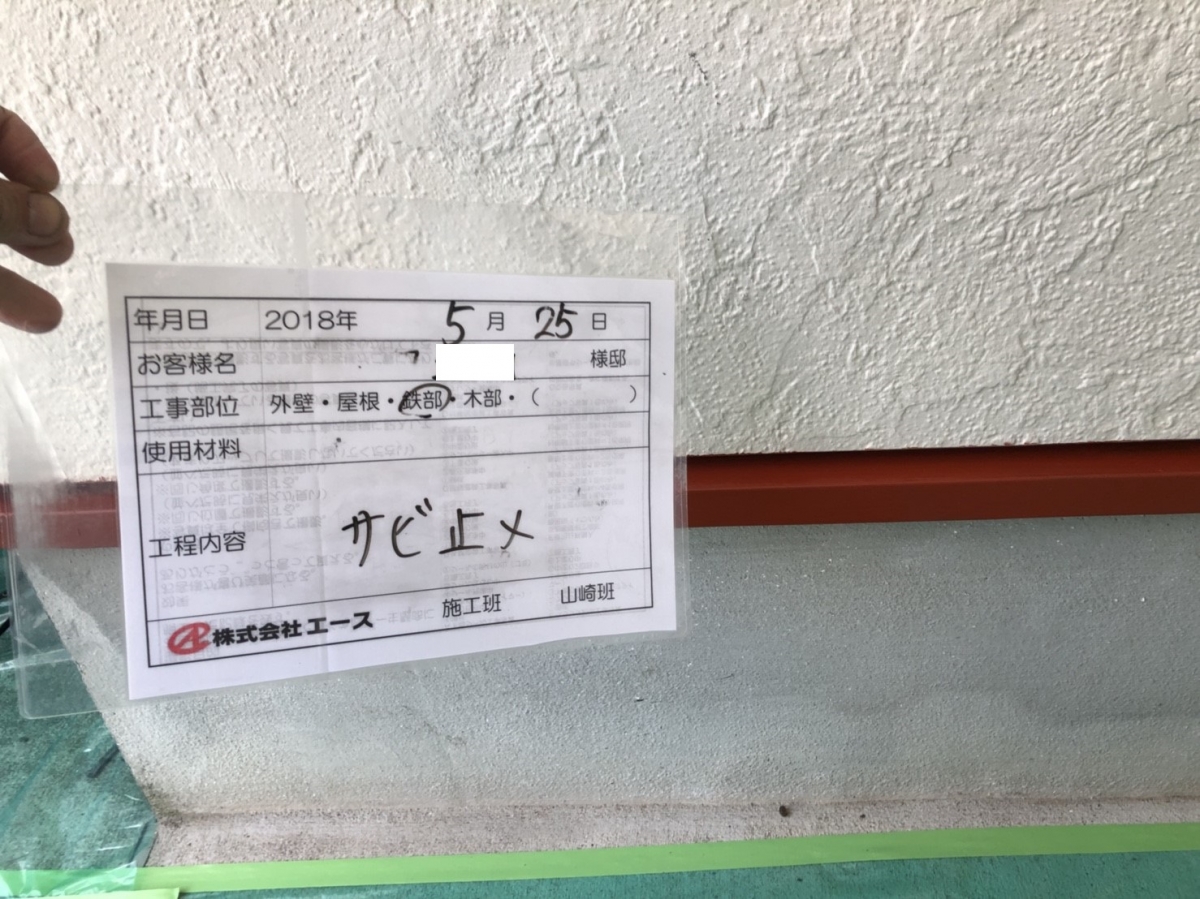 年月日 2018年 5月 25日
お客様名 様邸
工事部位 外壁・屋根・鉄部・木部・( )
使用材料
工程内容 サビ止メ
株式会社エース 施工班 山崎班